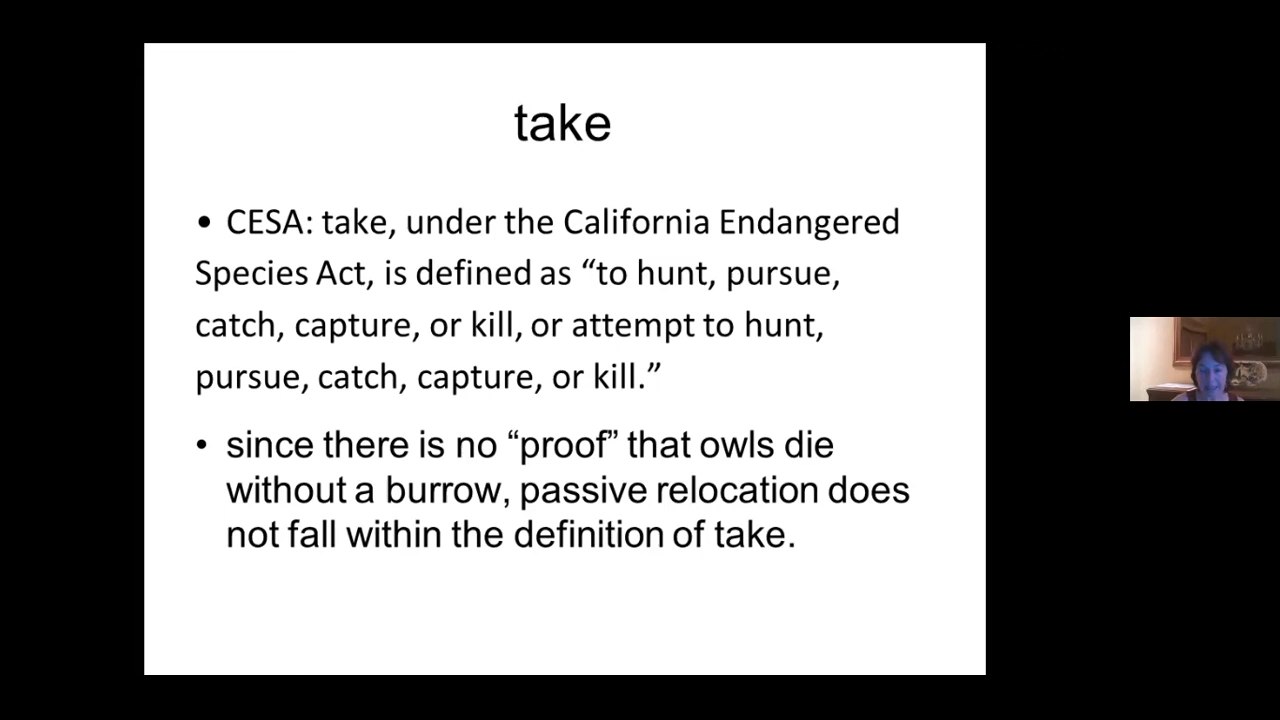 take
• CESA: take, under the California Endangered
Species Act, is defined as “to hunt, pursue,
catch, capture, or kill, or attempt to hunt,
pursue, catch, capture, or kill.”
• since there is no “proof” that owls die
without a burrow, passive relocation does
not fall within the definition of take.